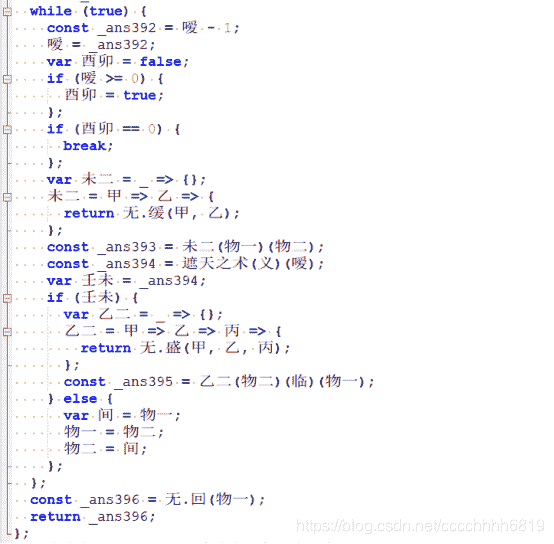 while (true) {
const _ans392 = 嗳 - 1;
嗳 = _ans392;
var 酉卯 = false;
if (嗳 >= 0) {
酉卯 = true;
};
if (酉卯 == 0) {
break;
};
var 未二 = _ => {};
未二 = 甲 => 乙 => {
return 无.缓(甲, 乙);
};
const _ans393 = 未二(物一)(物二);
const _ans394 = 遮天之术(义)(嗳);
var 壬未 = _ans394;
if (壬未) {
var 乙二 = _ => {};
乙二 = 甲 => 乙 => 丙 => {
return 无.盛(甲, 乙, 丙);
};
const _ans395 = 乙二(物二)(临)(物一);
} else {
var 间 = 物一;
物一 = 物二;
物二 = 间;
};
};
const _ans396 = 无.回(物一);
return _ans396;
};
https://blog.csdn.net/cccchhhh6819